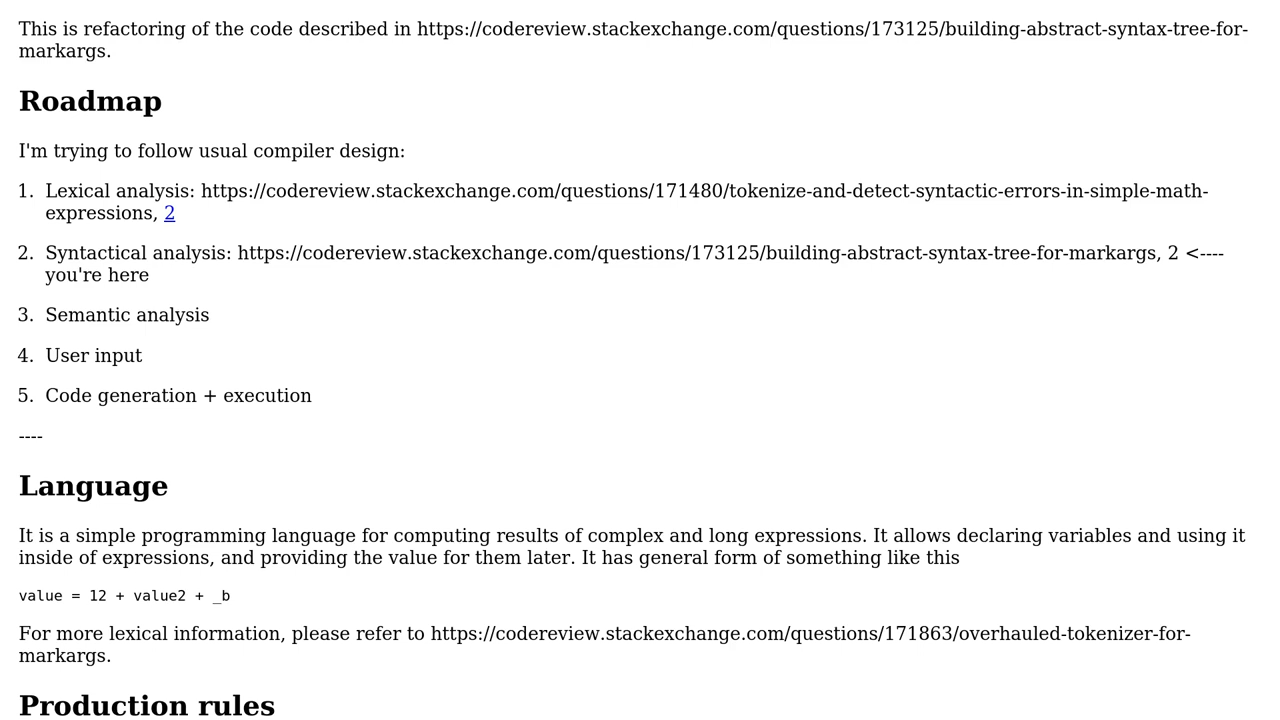 This is refactoring of the code described in https://codereview.stackexchange.com/questions/173125/building-abstract-syntax-tree-for-
markargs.
Roadmap
I'm trying to follow usual compiler design:
1. Lexical analysis: https://codereview.stackexchange.com/questions/171480/tokenize-and-detect-syntactic-errors-in-simple-math-
expressions, 2
2. Syntactical analysis: https://codereview.stackexchange.com/questions/173125/building-abstract-syntax-tree-for-markargs, 2 <----
you're here
3. Semantic analysis
4. User input
5. Code generation + execution
----
Language
It is a simple programming language for computing results of complex and long expressions. It allows declaring variables and using it
inside of expressions, and providing the value for them later. It has general form of something like this
value = 12 + value2 + _b
For more lexical information, please refer to https://codereview.stackexchange.com/questions/171863/overhauled-tokenizer-for-
markargs.
Production rules